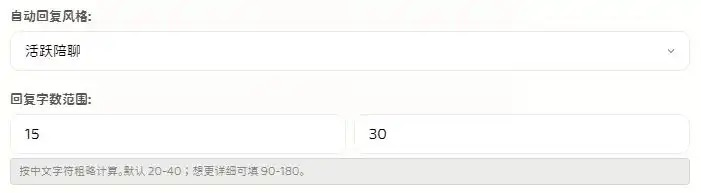 自动回复风格:
活跃陪聊
回复字数范围:
15 30
按中文字符粗略计算。默认 20-40；想更详细可填 90-180。